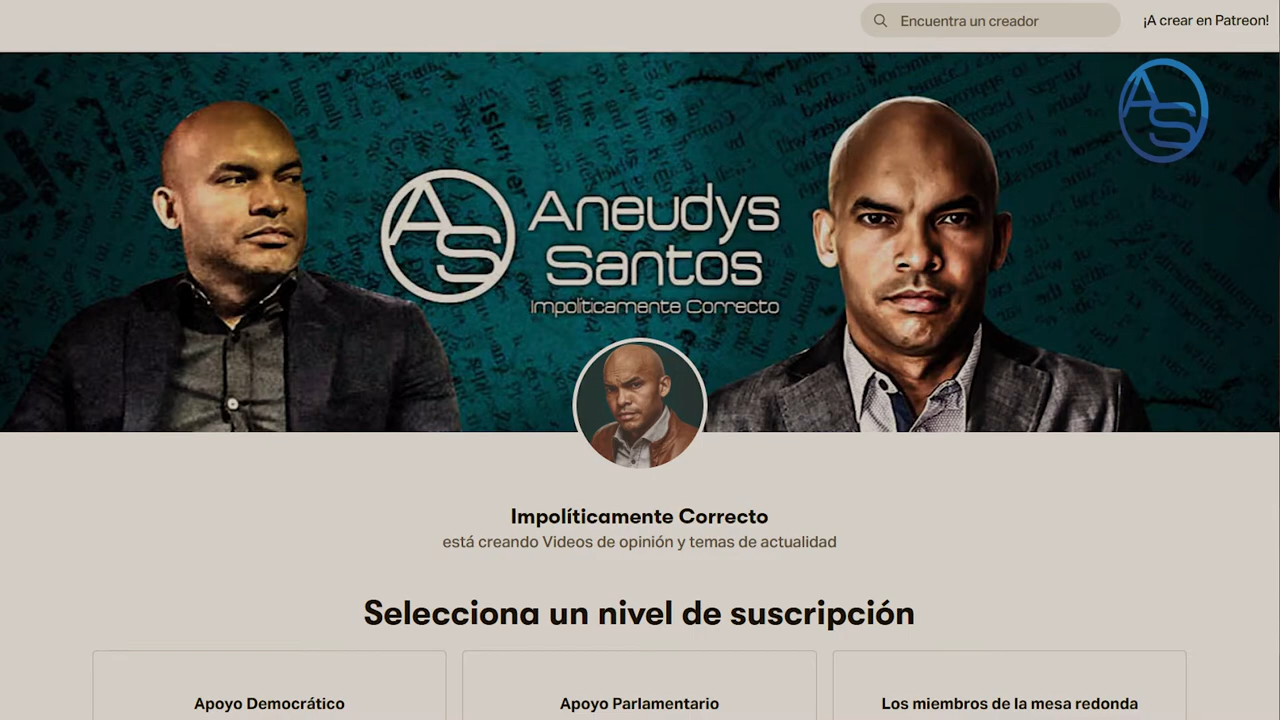 Encuentra un creador
¡A crear en Patreon!
AS
AS
Aneudys
Santos
Impolíticamente Correcto
Impolíticamente Correcto
está creando Videos de opinión y temas de actualidad
Selecciona un nivel de suscripción
Apoyo Democrático
Apoyo Parlamentario
Los miembros de la mesa redonda